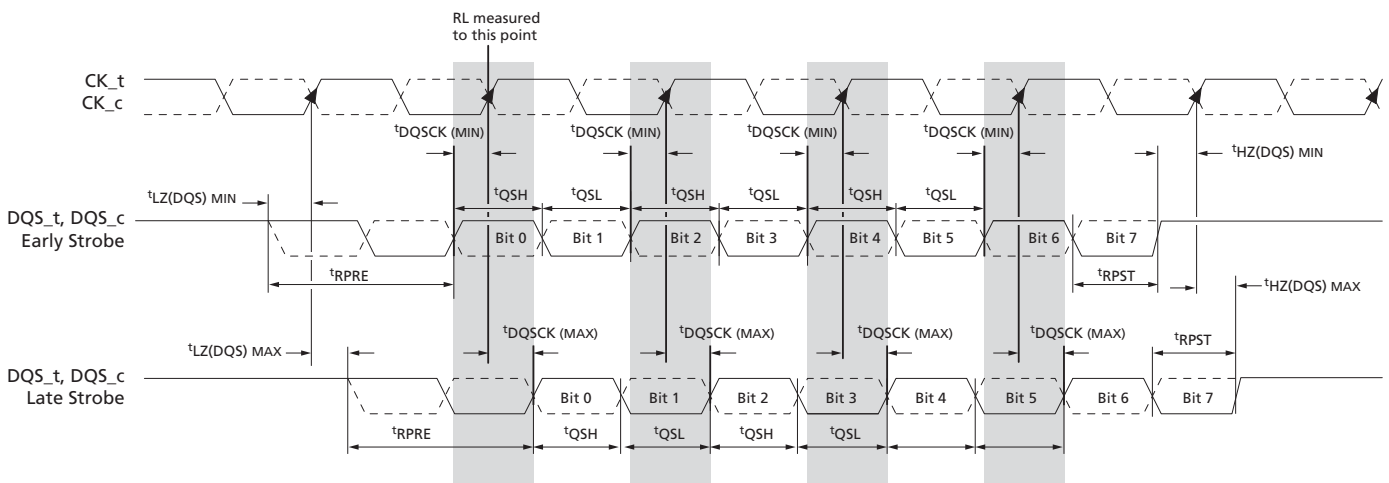 RL measured
to this point
CK_t
CK_c
tDQSCK (MIN) tDQSCK (MIN) tDQSCK (MIN) tDQSCK (MIN)
tHZ(DQS) MIN
tLZ(DQS) MIN
tQSH tQSL tQSH tQSL tQSH tQSL
DQS_t, DQS_c
Early Strobe
Bit 0 Bit 1 Bit 2 Bit 3 Bit 4 Bit 5 Bit 6 Bit 7
tRPRE
tRPST
tHZ(DQS) MAX
tDQSCK (MAX) tDQSCK (MAX) tDQSCK (MAX) tDQSCK (MAX)
tRPST
tLZ(DQS) MAX
DQS_t, DQS_c
Late Strobe
Bit 0 Bit 1 Bit 2 Bit 3 Bit 4 Bit 5 Bit 6 Bit 7
tRPRE
tQSH tQSL tQSH tQSL